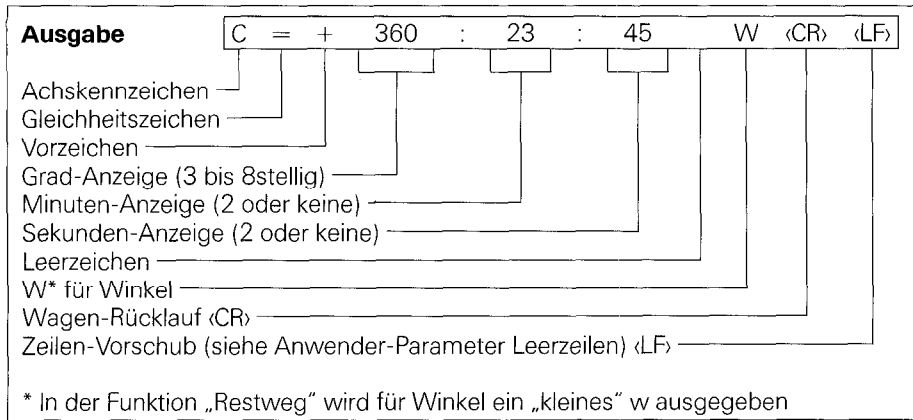 Ausgabe C = + 360 : 23 : 45 W ‹CR› ‹LF›
Achskennzeichen
Gleichheitszeichen
Vorzeichen
Grad-Anzeige (3 bis 8stellig)
Minuten-Anzeige (2 oder keine)
Sekunden-Anzeige (2 oder keine)
Leerzeichen
W* für Winkel
Wagen-Rücklauf ‹CR›
Zeilen-Vorschub (siehe Anwender-Parameter Leerzeilen) ‹LF›
* In der Funktion „Restweg" wird für Winkel ein „kleines" w ausgegeben